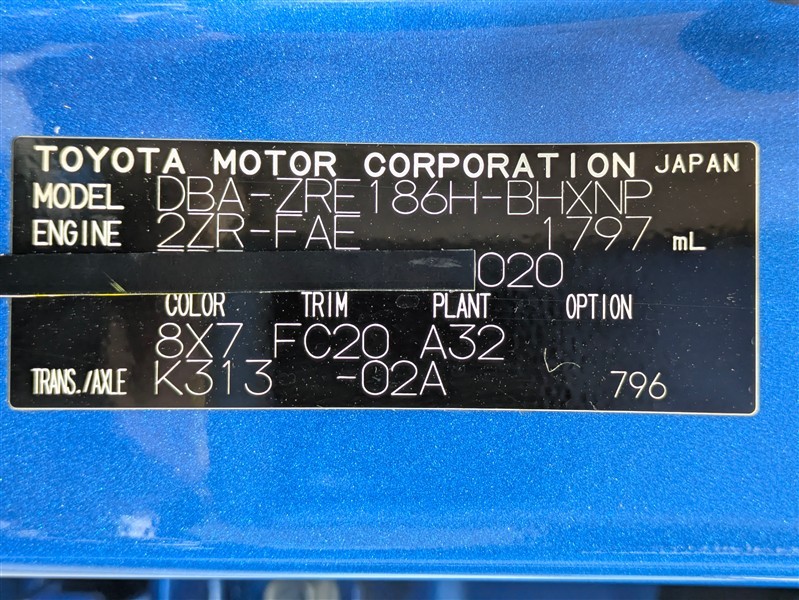 TOYOTA MOTOR CORPORATION JAPAN
MODEL DBA-ZRE186H-BHXNP
ENGINE 2ZR-FAE 1797 mL
020
COLOR TRIM PLANT OPTION
8X7 FC20 A32
TRANS./AXLE K313 -02A 796